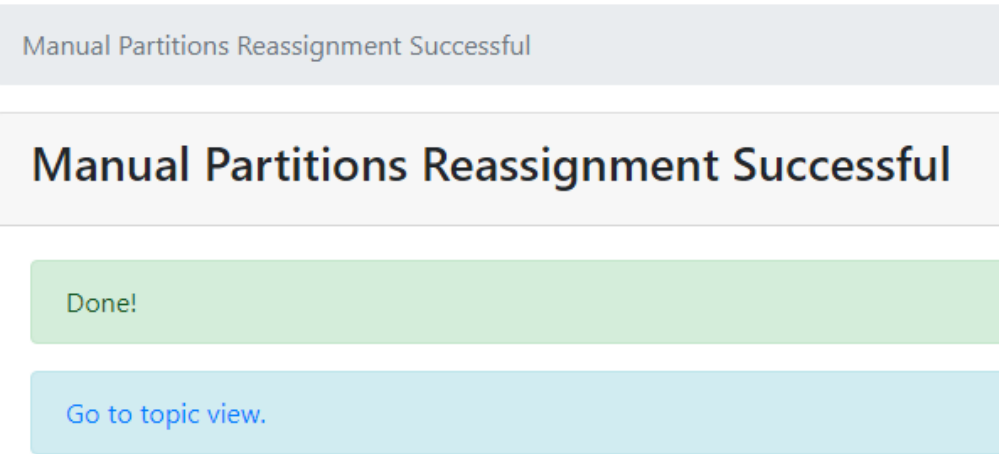 Manual Partitions Reassignment Successful
Manual Partitions Reassignment Successful
Done!
Go to topic view.